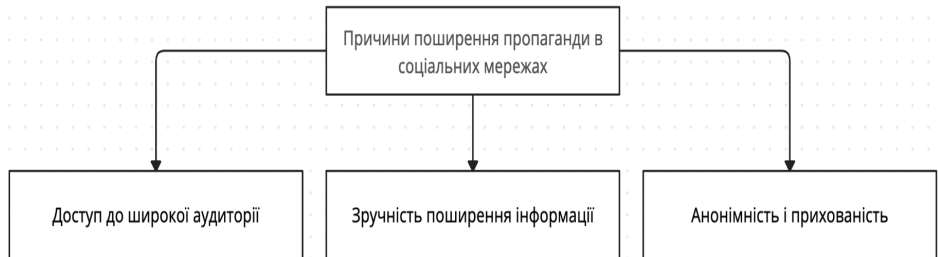 Причини поширення пропаганди в
соціальних мережах
Доступ до широкої аудиторії
Зручність поширення інформації
Анонімність і прихованість